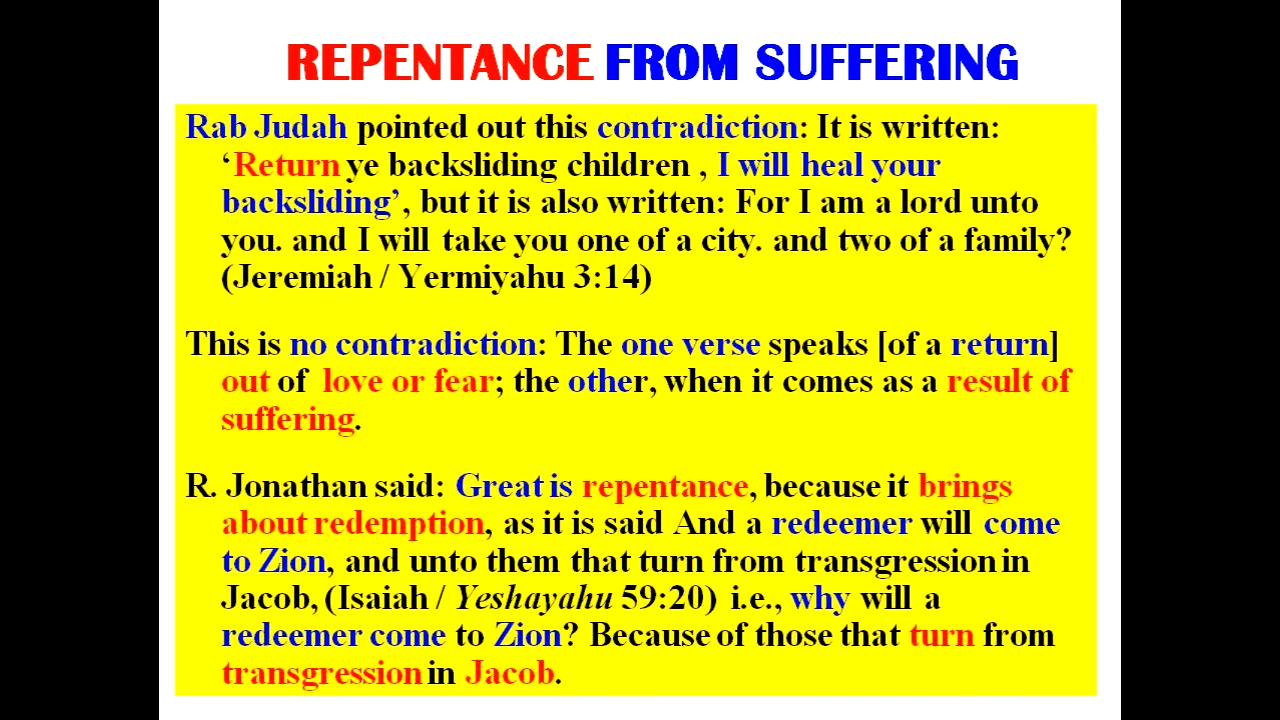 REPENTANCE FROM SUFFERING
Rab Judah pointed out this contradiction: It is written:
‘Return ye backsliding children , I will heal your
backsliding’, but it is also written: For I am a lord unto
you. and I will take you one of a city. and two of a family?
(Jeremiah / Yermiyahu 3:14)
This is no contradiction: The one verse speaks [of a return]
out of love or fear; the other, when it comes as a result of
suffering.
R. Jonathan said: Great is repentance, because it brings
about redemption, as it is said And a redeemer will come
to Zion, and unto them that turn from transgression in
Jacob, (Isaiah / Yeshayahu 59:20) i.e., why will a
redeemer come to Zion? Because of those that turn from
transgression in Jacob.